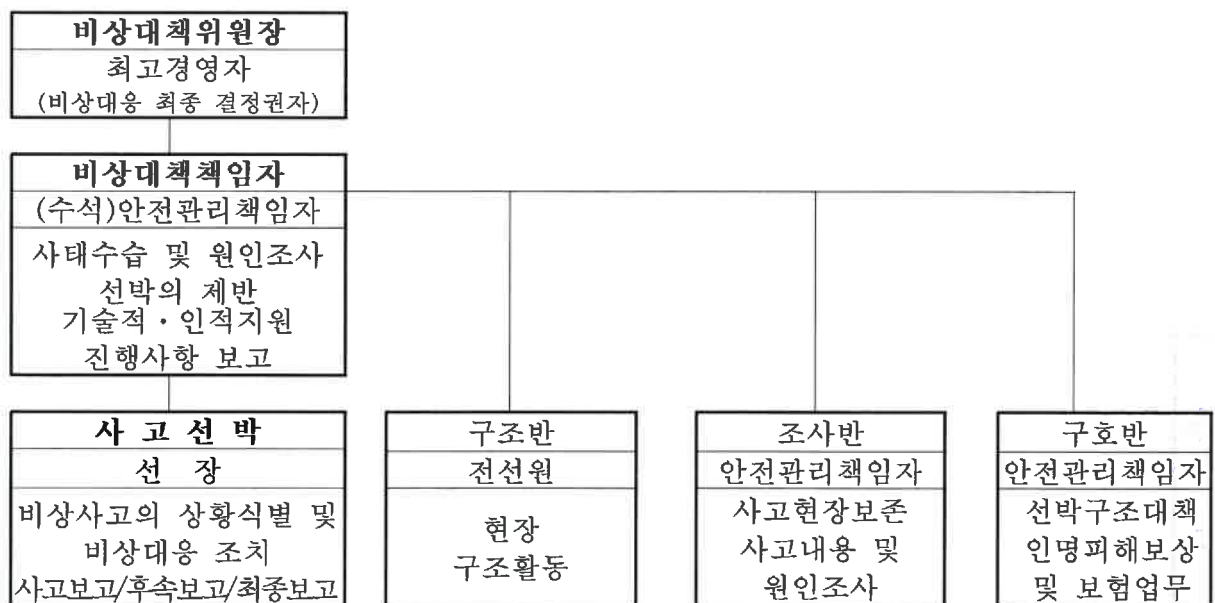 비상대책위원장
최고경영자
(비상대응 최종 결정권자)
비상대책책임자
(수석)안전관리책임자
사태수습 및 원인조사
선박의 제반
기술적·인적지원
진행사항 보고
사 고 선 박
선 장
비상사고의 상황식별 및
비상대응 조치
사고보고/후속보고/최종보고
구조반
전선원
현장
구조활동
조사반
안전관리책임자
사고현장보존
사고내용 및
원인조사
구호반
안전관리책임자
선박구조대책
인명피해보상
및 보험업무